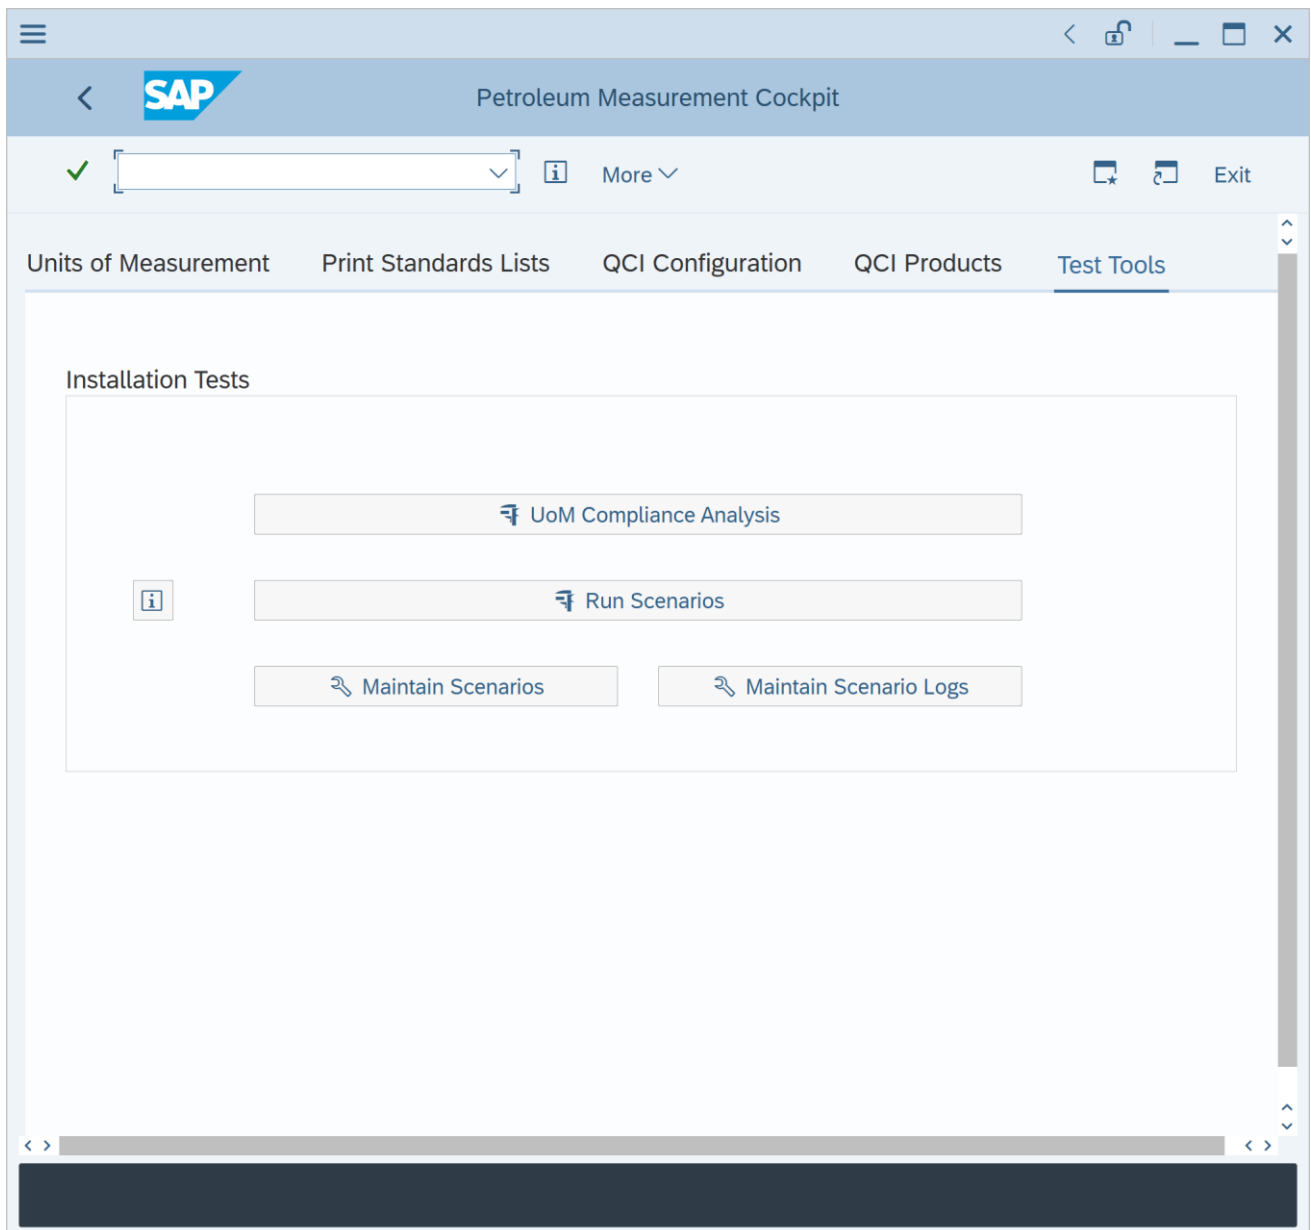 SAP
Petroleum Measurement Cockpit
More
Exit
Units of Measurement Print Standards Lists QCI Configuration QCI Products Test Tools
Installation Tests
UoM Compliance Analysis
Run Scenarios
Maintain Scenarios Maintain Scenario Logs